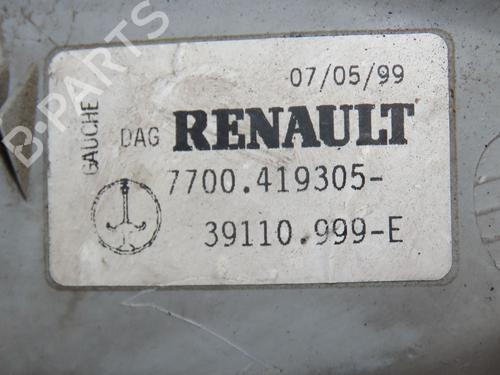 07/05/99
GAUCHE
DAG RENAULT
7700.419305-
39110.999-E
B-PARTS